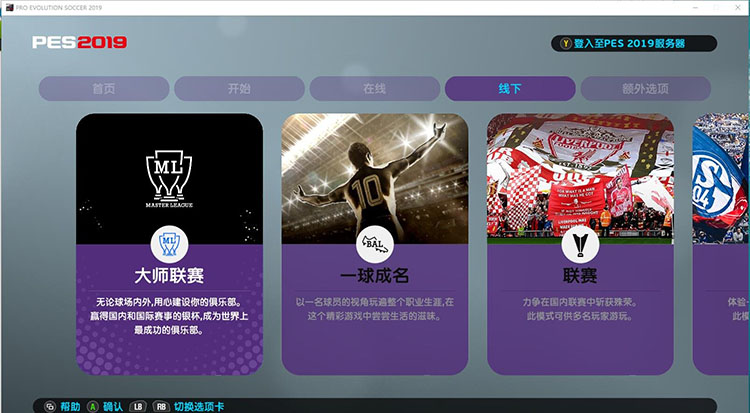 PRO EVOLUTION SOCCER 2019
PES2019
Y 登入至PES 2019服务器
首页
开始
在线
线下
额外选项
ML
MASTER LEAGUE
ML
大师联赛
无论球场内外,用心建设你的俱乐部。
赢得国内和国际赛事的银杯,成为世界上
最成功的俱乐部。
10
BAL
一球成名
以一名球员的视角玩遍整个职业生涯,在
这个精彩游戏中尝尝生活的滋味。
LIVERPOOL
联赛
力争在国内联赛中斩获殊荣。
此模式可供多名玩家游玩。
S
04
体验
此模
帮助 A 确认 LB RB 切换选项卡